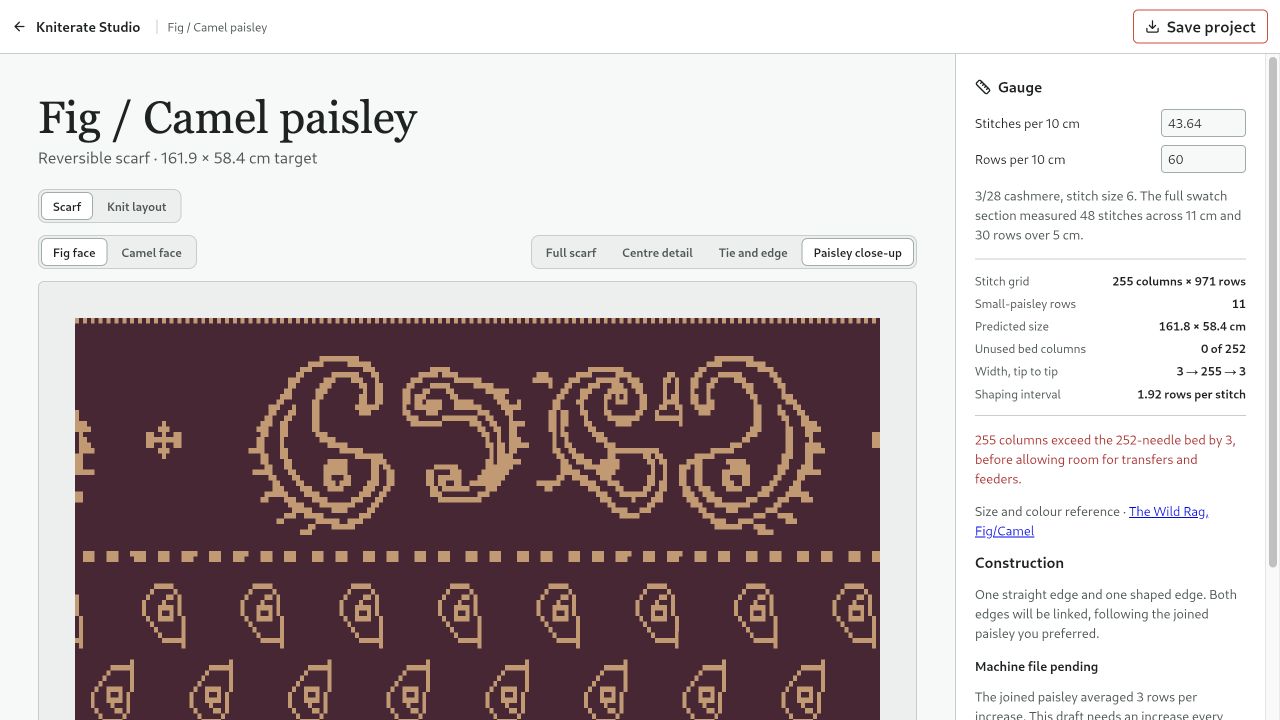 Kniterate Studio
Fig / Camel paisley
Save project
Fig / Camel paisley
Reversible scarf · 161.9 × 58.4 cm target
Scarf
Knit layout
Fig face
Camel face
Full scarf
Centre detail
Tie and edge
Paisley close-up
Gauge
Stitches per 10 cm
43.64
Rows per 10 cm
60
3/28 cashmere, stitch size 6. The full swatch
section measured 48 stitches across 11 cm and
30 rows over 5 cm.
Stitch grid
255 columns × 971 rows
Small-paisley rows
11
Predicted size
161.8 × 58.4 cm
Unused bed columns
0 of 252
Width, tip to tip
3 → 255 → 3
Shaping interval
1.92 rows per stitch
255 columns exceed the 252-needle bed by 3,
before allowing room for transfers and
feeders.
Size and colour reference · The Wild Rag,
Fig/Camel
Construction
One straight edge and one shaped edge. Both
edges will be linked, following the joined
paisley you preferred.
Machine file pending
The joined paisley averaged 3 rows per
increase. This draft needs an increase every